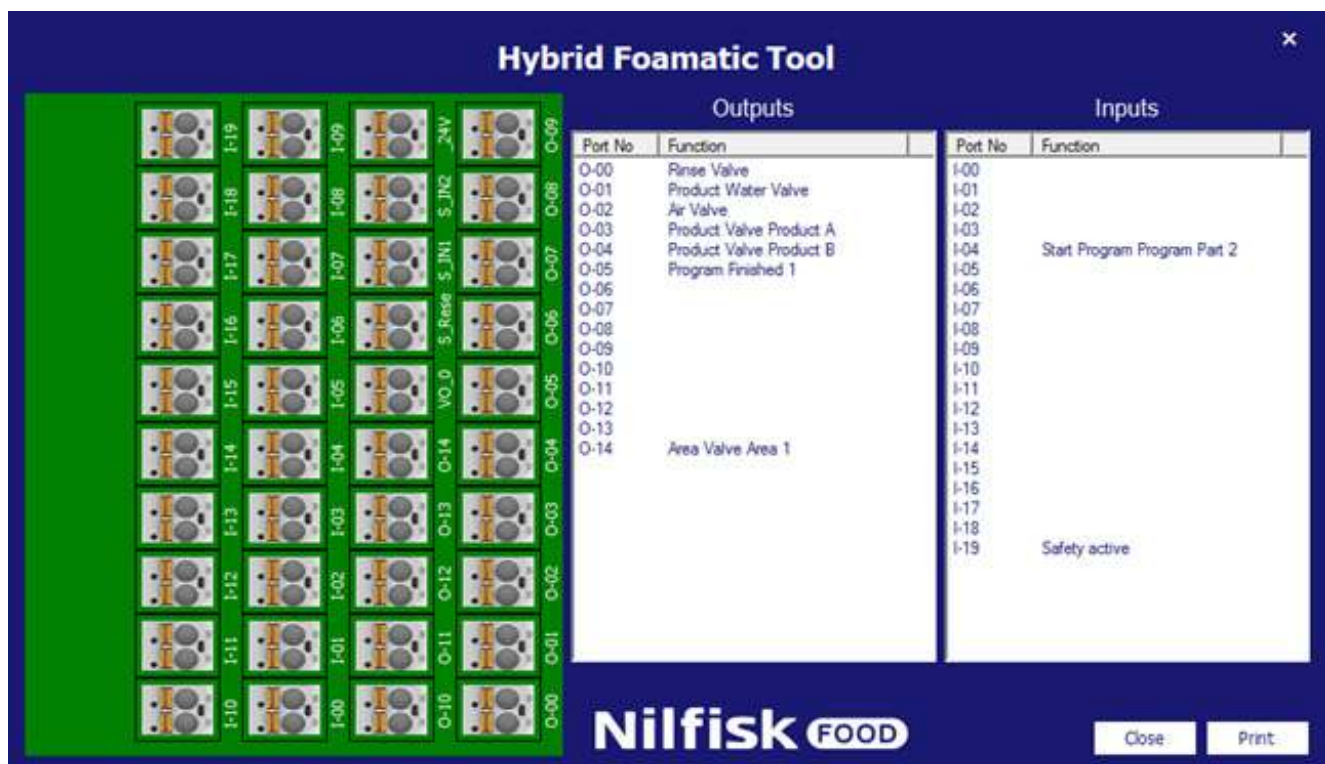 Hybrid Foamatic Tool
×
I-19 I-09 _24V O-09
I-18 I-08 S_IN2 O-08
I-17 I-07 S_IN1 O-07
I-16 I-06 S_Rese O-06
I-15 I-05 VO_0 O-05
I-14 I-04 O-14 O-04
I-13 I-03 O-13 O-03
I-12 I-02 O-12 O-02
I-11 I-01 O-11 O-01
I-10 I-00 O-10 O-00
Outputs
Port No Function
O-00 Rinse Valve
O-01 Product Water Valve
O-02 Air Valve
O-03 Product Valve Product A
O-04 Product Valve Product B
O-05 Program Finished 1
O-06
O-07
O-08
O-09
O-10
O-11
O-12
O-13
O-14 Area Valve Area 1
Inputs
Port No Function
I-00
I-01
I-02
I-03
I-04 Start Program Program Part 2
I-05
I-06
I-07
I-08
I-09
I-10
I-11
I-12
I-13
I-14
I-15
I-16
I-17
I-18
I-19 Safety active
Nilfisk FOOD
Close Print